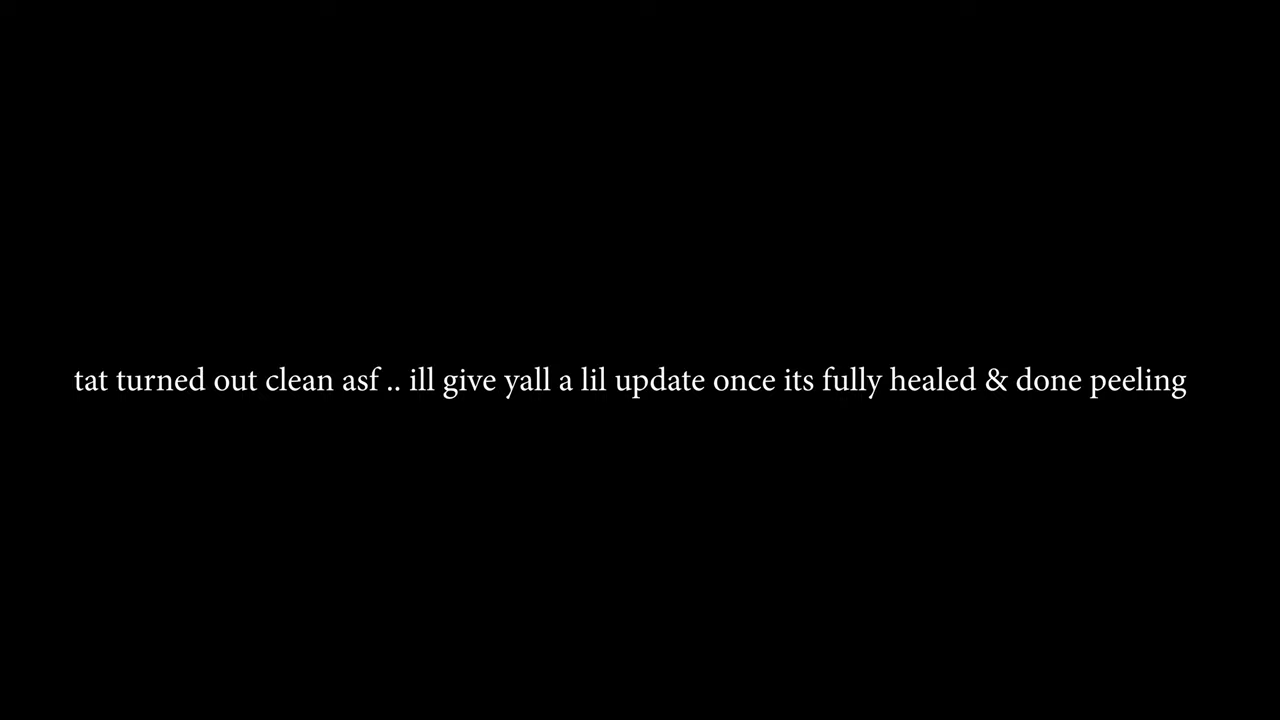 tat turned out clean asf .. ill give yall a lil update once its fully healed & done peeling